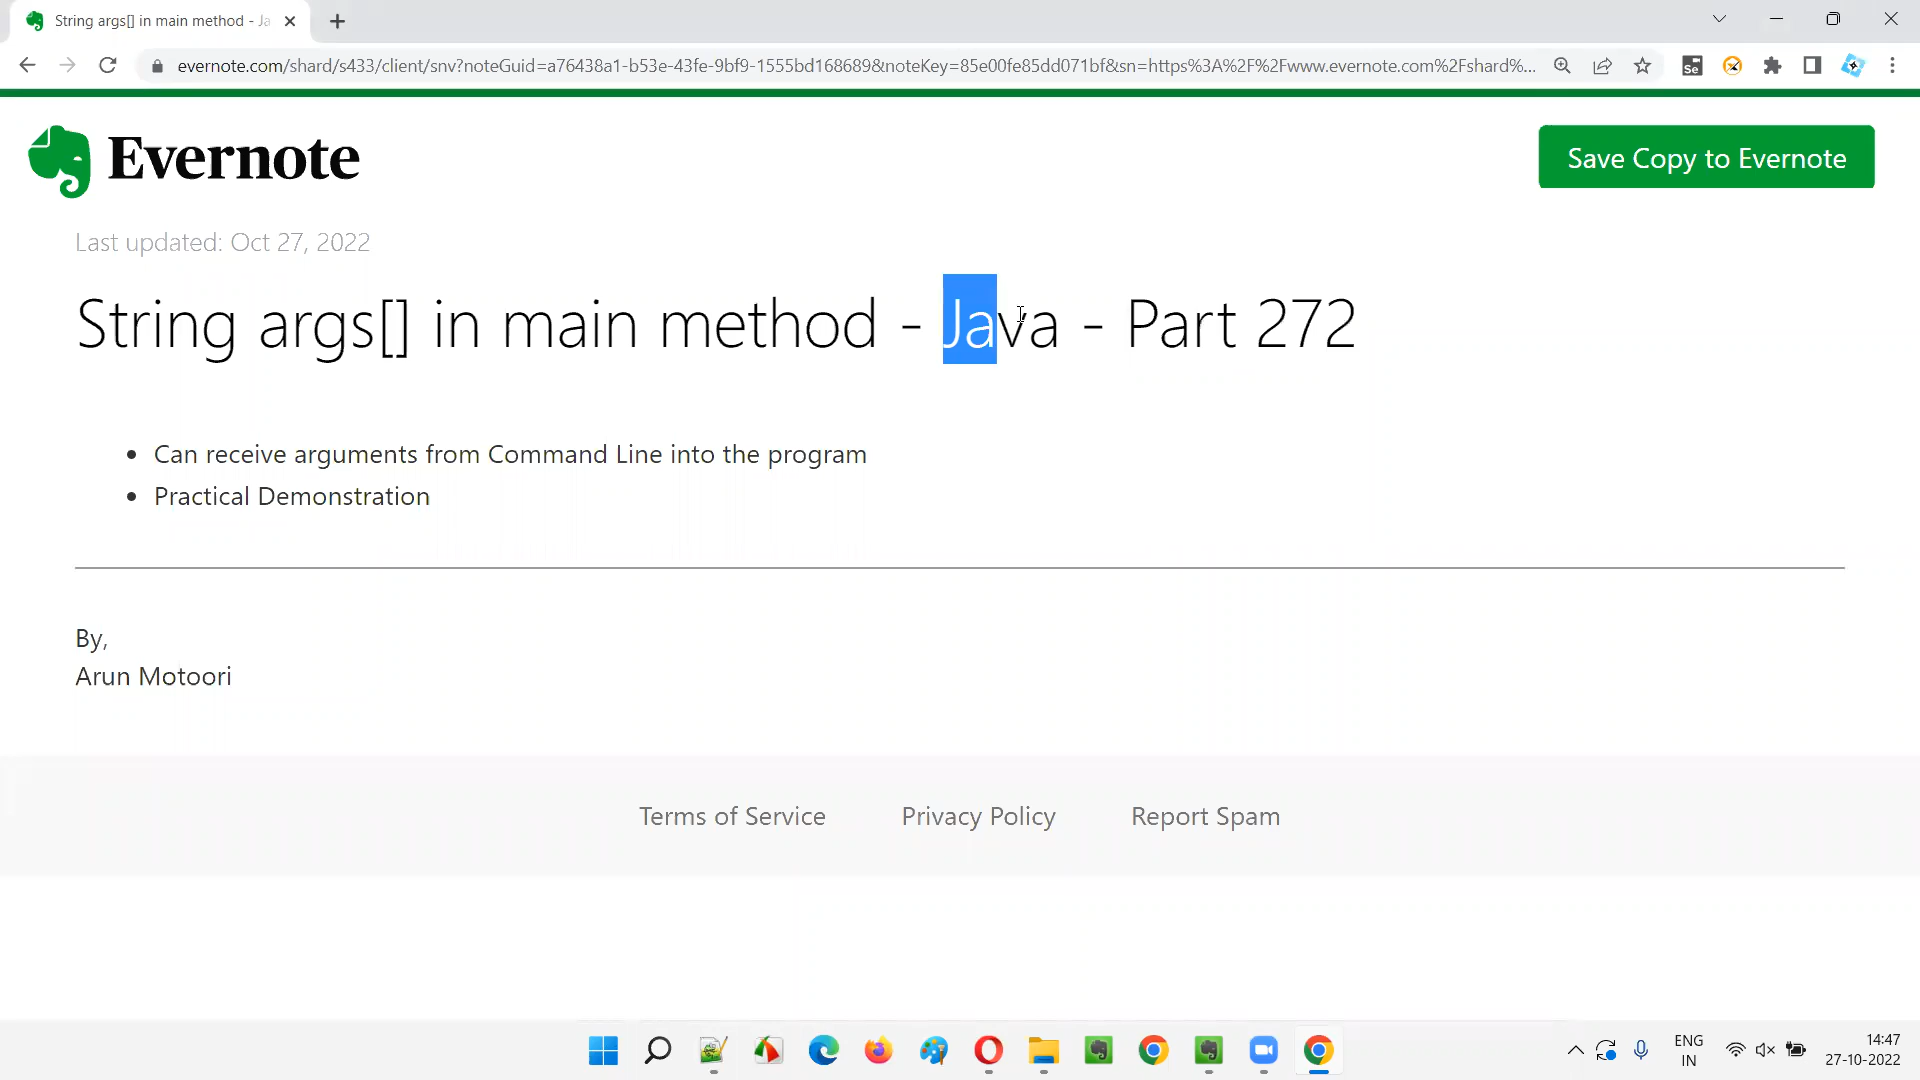 String args[] in main method - Ja
evernote.com/shard/s433/client/snv?noteGuid=a76438a1-b53e-43fe-9bf9-1555bd168689&noteKey=85e00fe85dd071bf&sn=https%3A%2F%2Fwww.evernote.com%2Fshard%...
Se
Evernote
Save Copy to Evernote
Last updated: Oct 27, 2022
String args[] in main method - Java - Part 272
• Can receive arguments from Command Line into the program
• Practical Demonstration
By,
Arun Motoori
Terms of Service Privacy Policy Report Spam
ENG 14:47
IN 27-10-2022